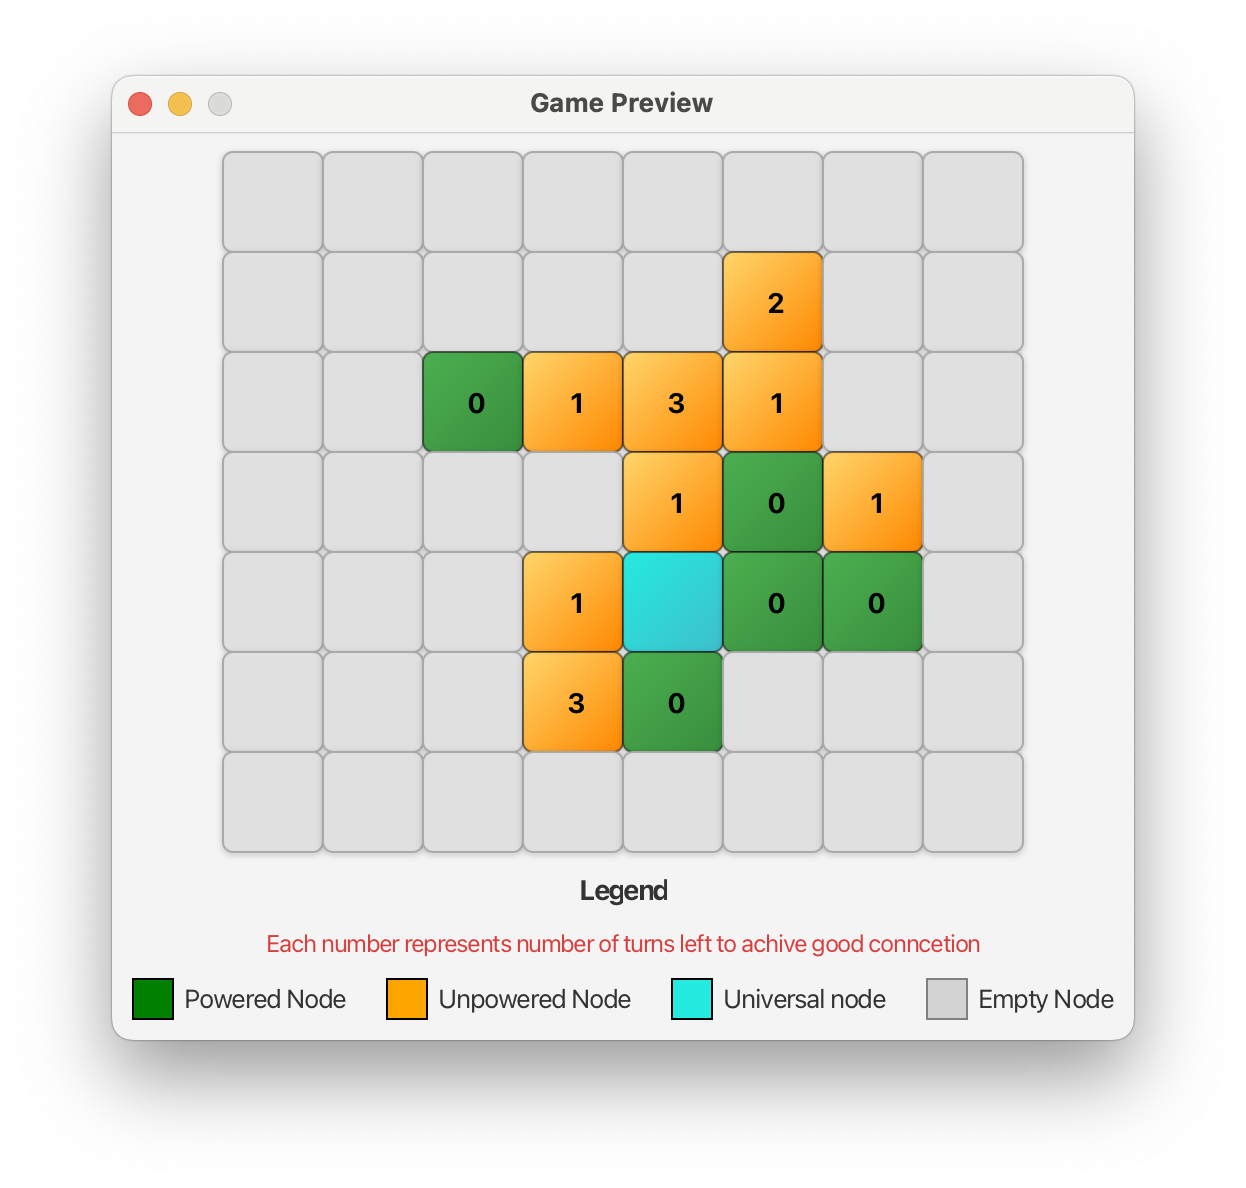 Game Preview
2
0 1 3 1
1 0 1
1 0 0
3 0
Legend
Each number represents number of turns left to achive good conncetion
Powered Node Unpowered Node Universal node Empty Node